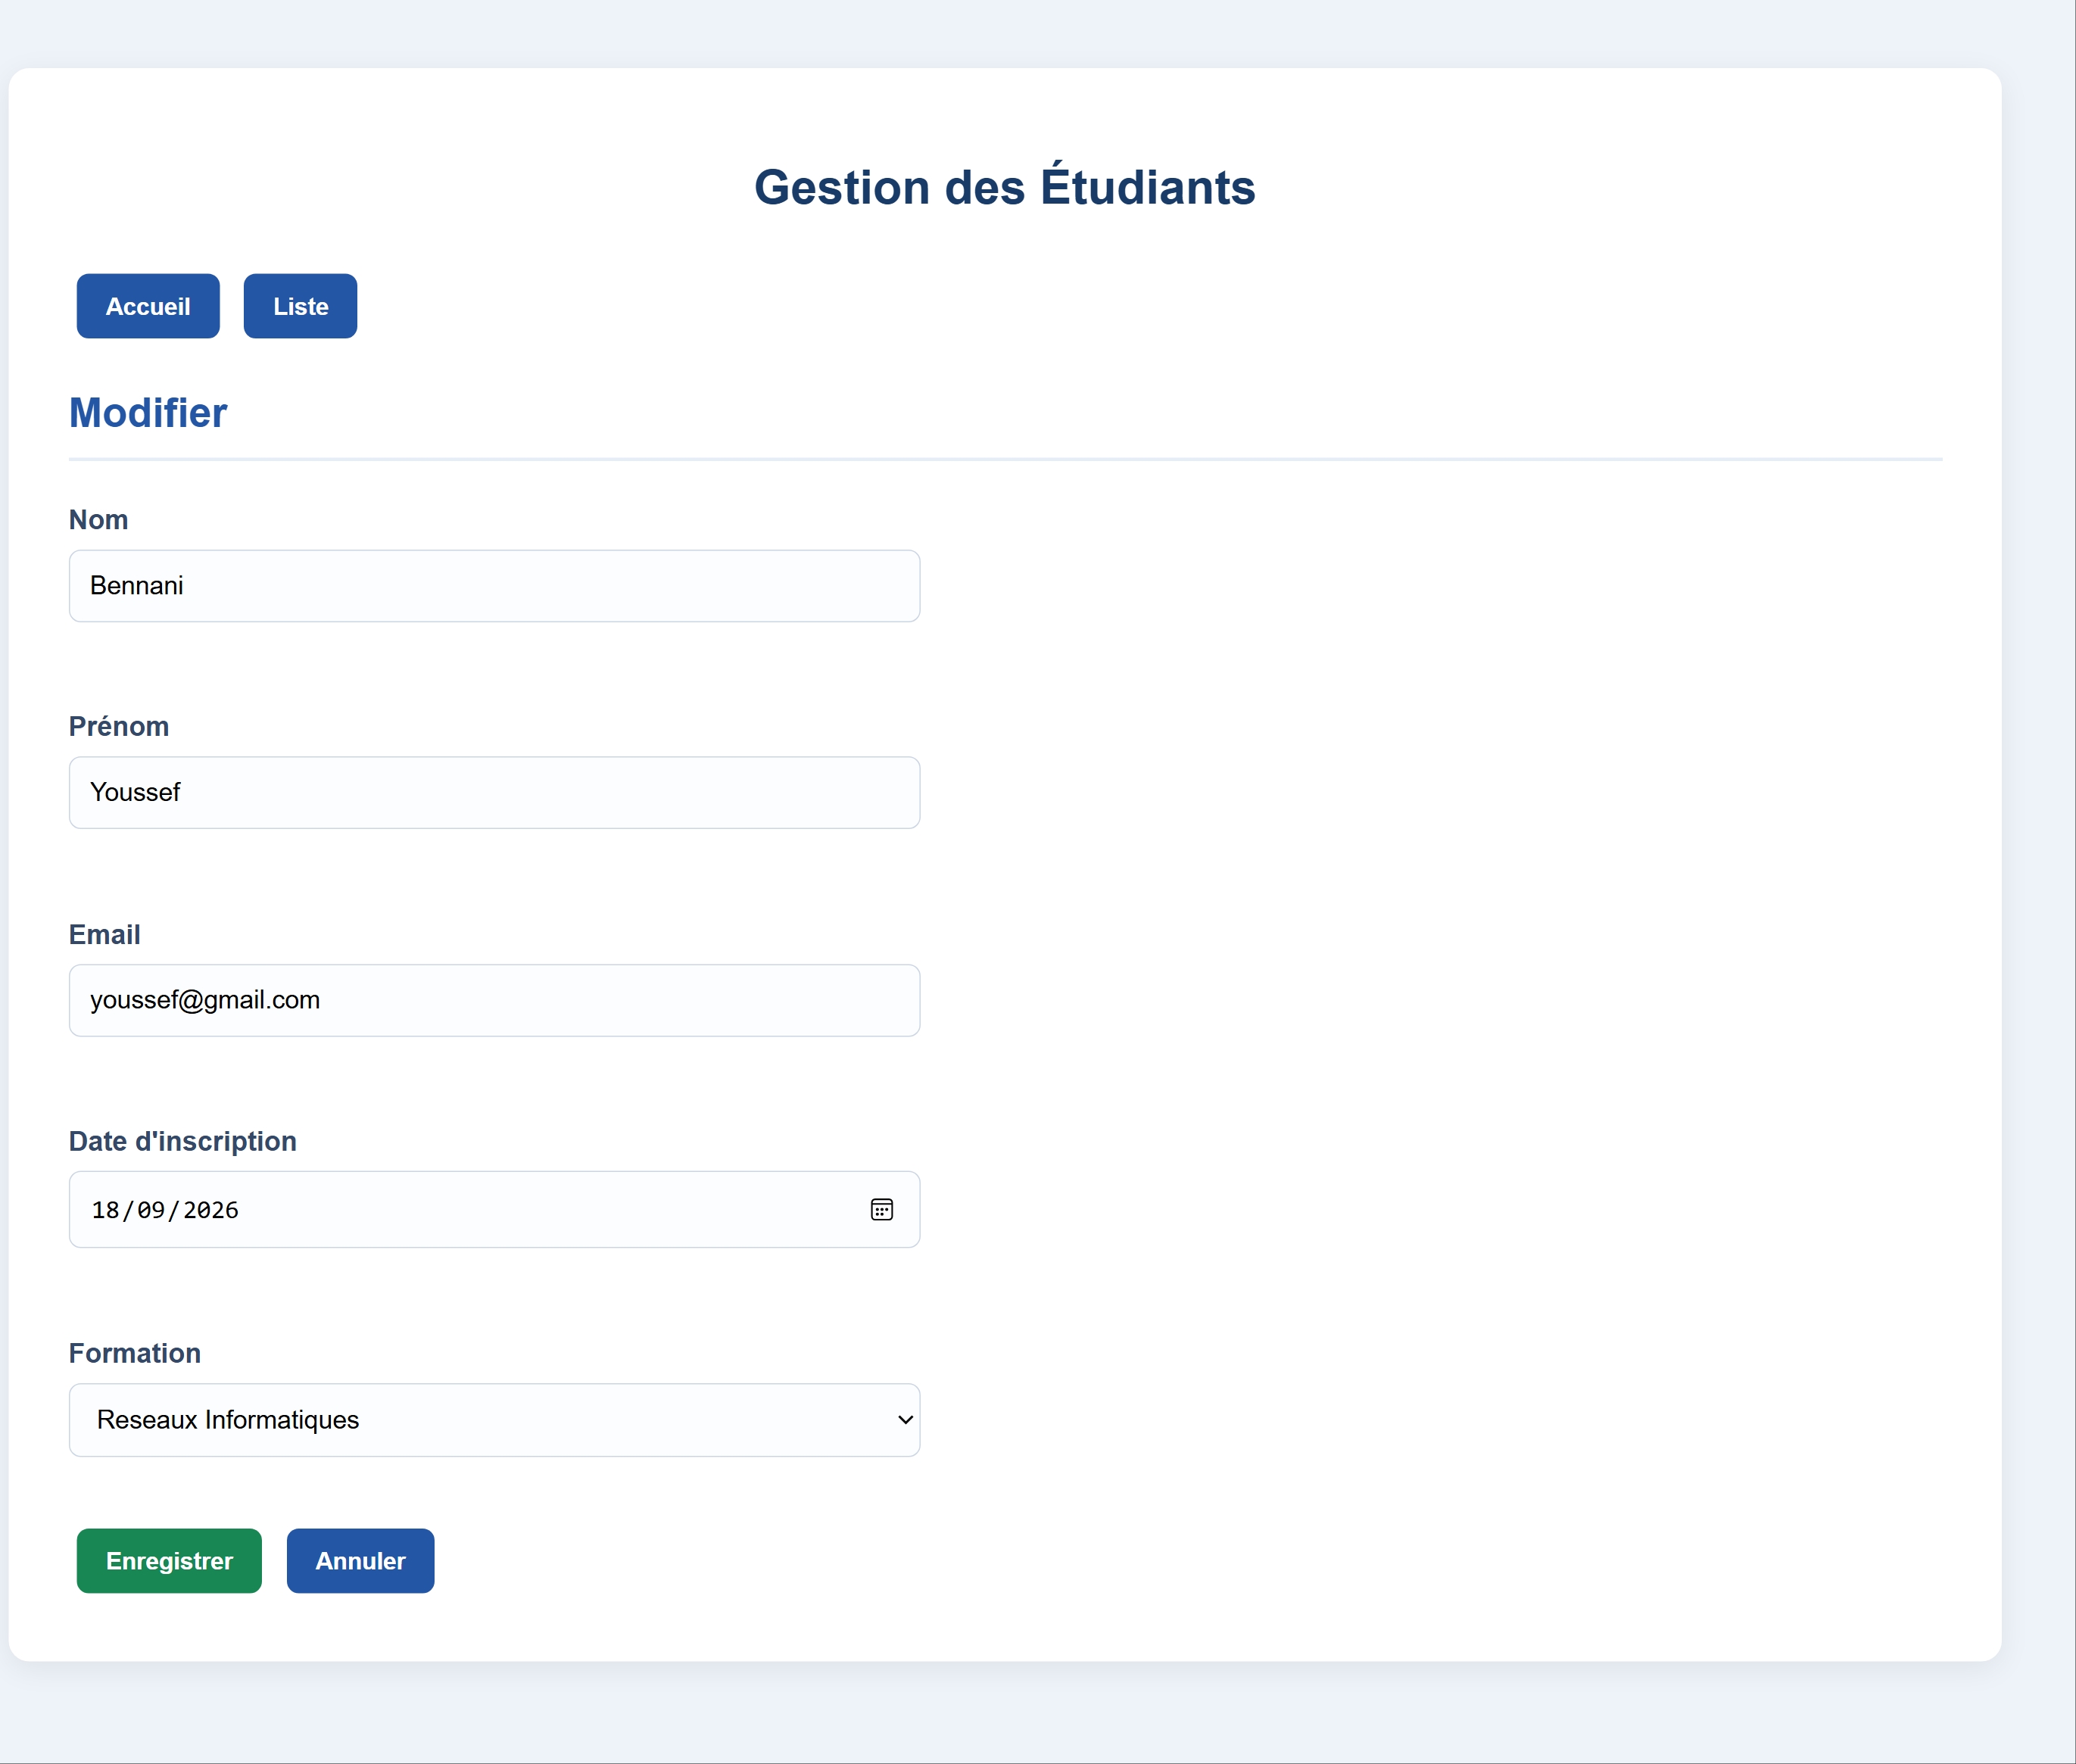 Gestion des Étudiants
Accueil Liste
Modifier
Nom
Bennani
Prénom
Youssef
Email
youssef@gmail.com
Date d'inscription
18/09/2026
Formation
Reseaux Informatiques
Enregistrer Annuler